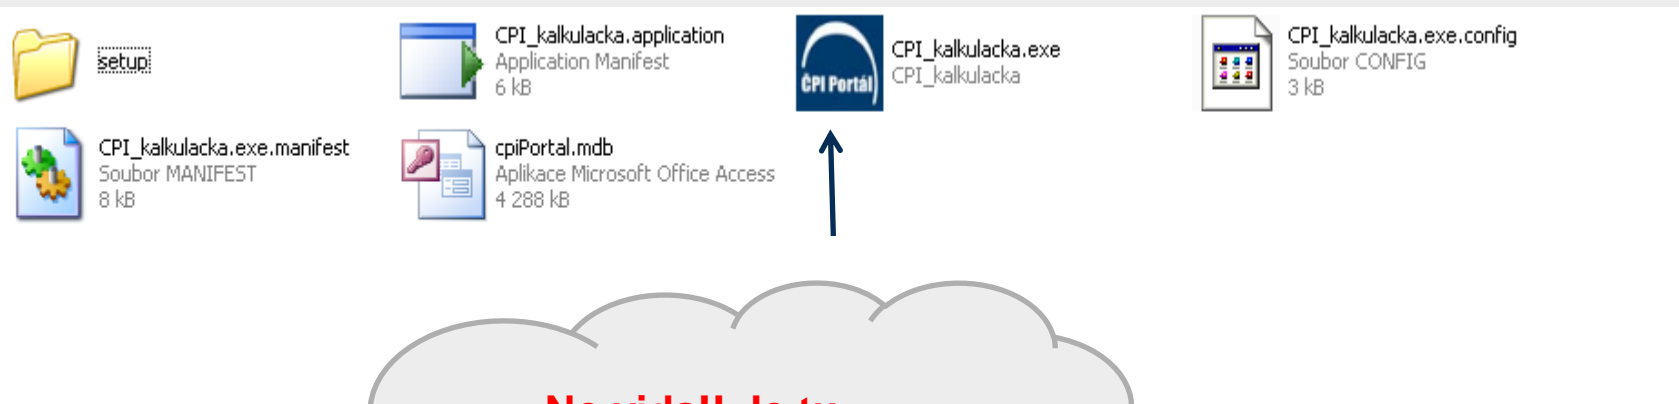 setup
CPI_kalkulacka.application
Application Manifest
6 kB
ČPI Portál
CPI_kalkulacka.exe
CPI_kalkulacka
CPI_kalkulacka.exe.config
Soubor CONFIG
3 kB
CPI_kalkulacka.exe.manifest
Soubor MANIFEST
8 kB
cpiPortal.mdb
Aplikace Microsoft Office Access
4 288 kB